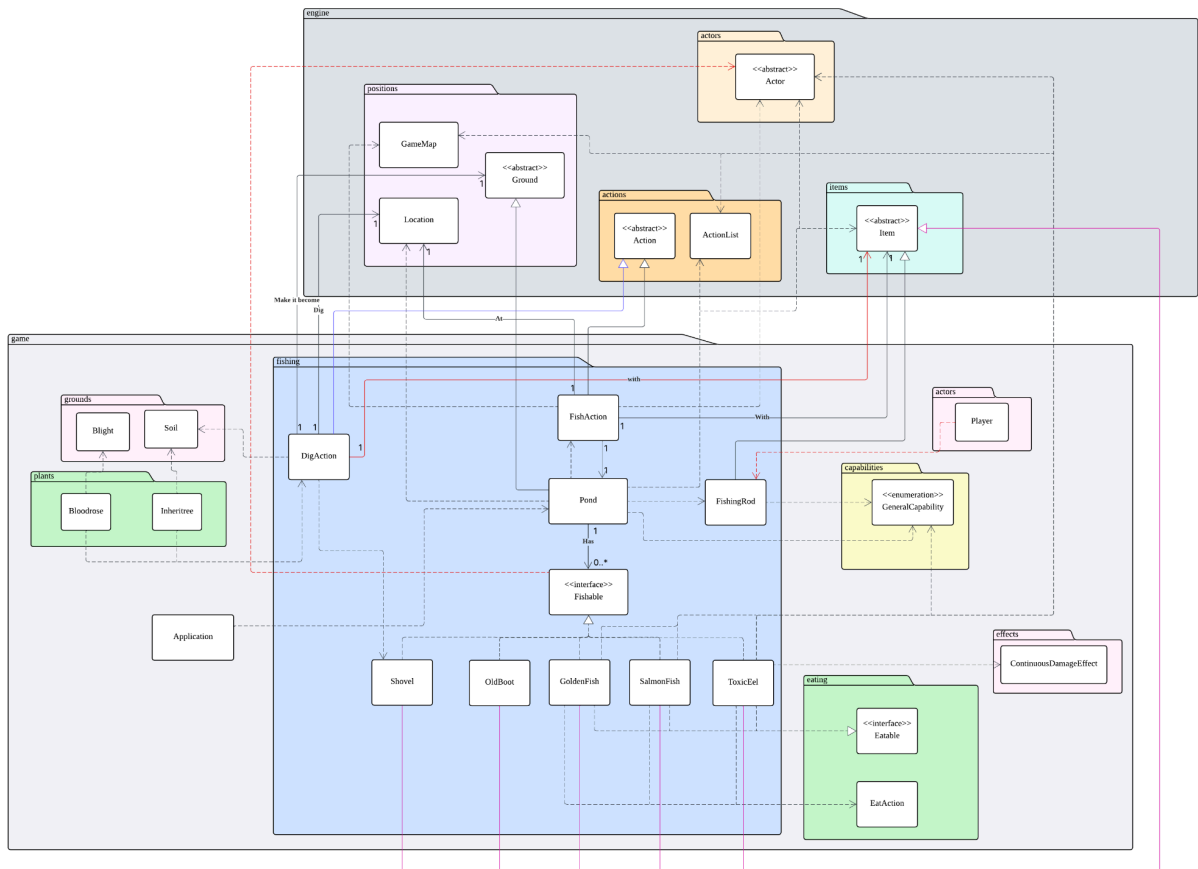 engine
actors
<<abstract>>
Actor
positions
GameMap
<<abstract>>
Ground
1
Location
1
1
actions
<<abstract>>
Action
ActionList
items
<<abstract>>
Item
1
1
Make it become
Dig
At
game
fishing
with
grounds
Blight
Soil
1
1
DigAction
1
1
FishAction
1
With
1
1
actors
Player
plants
Bloodrose
Inheritree
Pond
1
FishingRod
capabilities
<<enumeration>>
GeneralCapability
Has
0..*
<<interface>>
Fishable
Application
effects
ContinuousDamageEffect
Shovel
OldBoot
GoldenFish
SalmonFish
ToxicEel
eating
<<interface>>
Eatable
EatAction